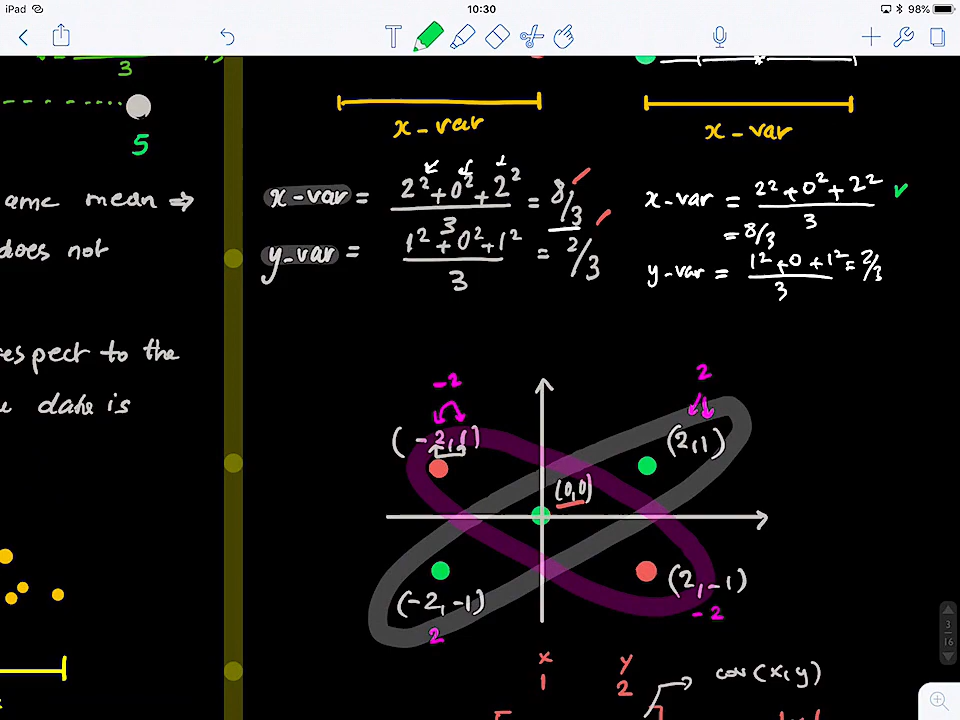 iPad
10:30
98%
T
3
5
x-var
x-var
x-var = 2² + 0² + 2² / 3 = 8/3
y-var = 1² + 0² + 1² / 3 = 2/3
x-var = 2² + 0² + 2² / 3
= 8/3
y-var = 1² + 0 + 1² / 3 = 2/3
ame mean ⇒
does not
espect to the
date is
-2
2
(-2,1)
(2,1)
(0,0)
(-2,-1)
2
(2,-1)
-2
x y
1 2
cov(x,y)
3
16